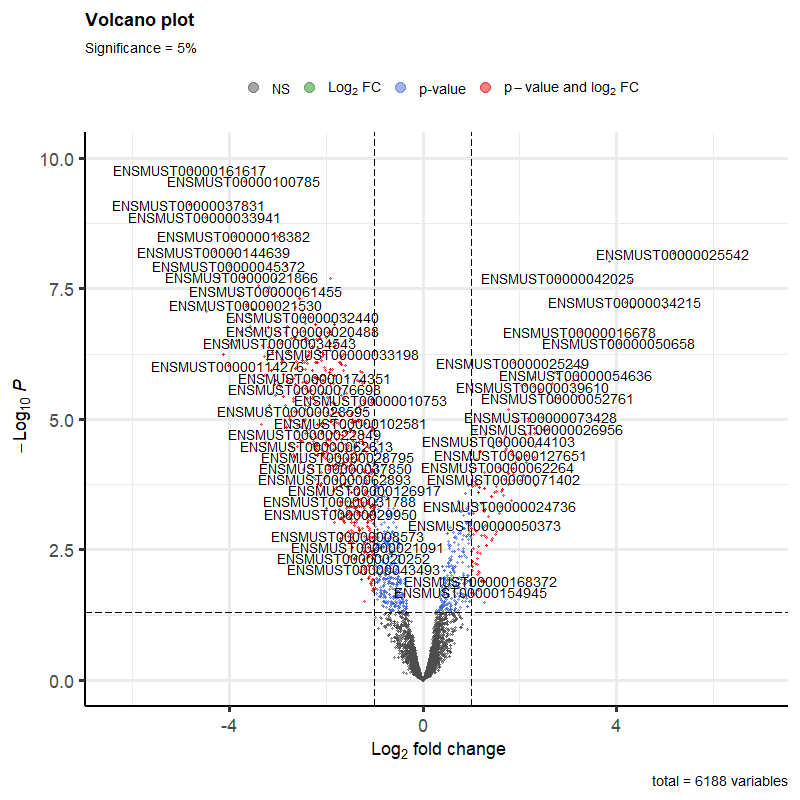 Volcano plot
Significance = 5%
NS Log2 FC p-value p − value and log2 FC
10.0
7.5
5.0
2.5
0.0
−Log10 P
ENSMUST00000161617
ENSMUST00000100785
ENSMUST00000037831
ENSMUST00000033941
ENSMUST00000018382
ENSMUST00000144639
ENSMUST00000025542
ENSMUST00000045372
ENSMUST00000021866
ENSMUST00000042025
ENSMUST00000061455
ENSMUST00000021530
ENSMUST00000034215
ENSMUST00000032440
ENSMUST00000020488
ENSMUST00000016678
ENSMUST00000034543
ENSMUST00000050658
ENSMUST00000033198
ENSMUST00000025249
ENSMUST00000174351
ENSMUST00000054636
ENSMUST00000076698
ENSMUST00000039610
ENSMUST00000010753
ENSMUST00000052761
ENSMUST00000028595
ENSMUST00000073428
ENSMUST00000102581
ENSMUST00000026956
ENSMUST00000022849
ENSMUST00000044103
ENSMUST00000062613
ENSMUST00000028795
ENSMUST00000127651
ENSMUST00000037850
ENSMUST00000062264
ENSMUST00000062893
ENSMUST00000071402
ENSMUST00000126917
ENSMUST00000031788
ENSMUST00000024736
ENSMUST00000029950
ENSMUST00000050373
ENSMUST00000008573
ENSMUST00000021091
ENSMUST00000020252
ENSMUST00000043493
ENSMUST00000168372
ENSMUST00000154945
-4 0 4
Log2 fold change
total = 6188 variables